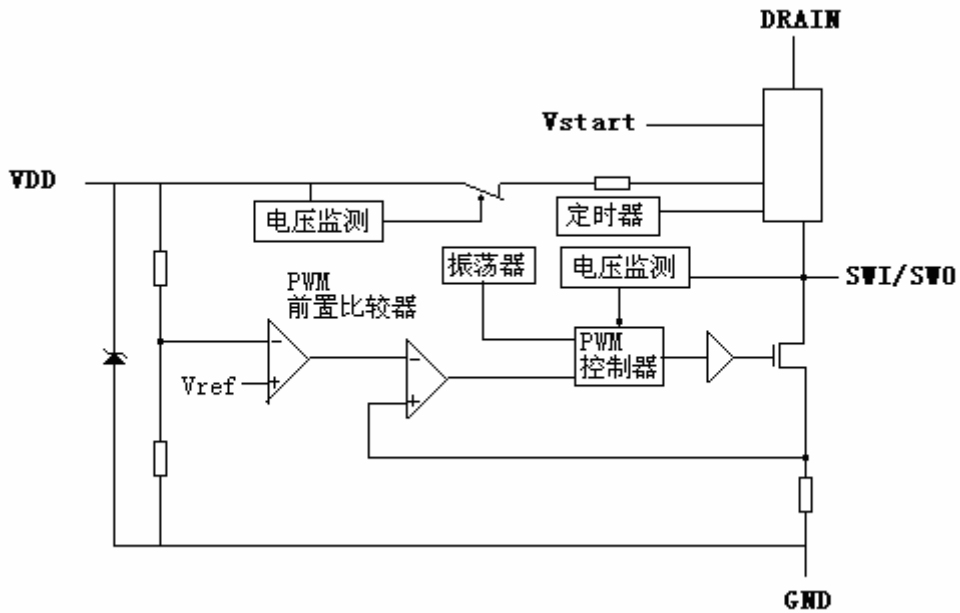 DRAIN
Vstart
VDD
电压监测
定时器
振荡器
电压监测
SWI/SWO
PWM
前置比较器
PWM
控制器
-
+
Vref
-
+
GND